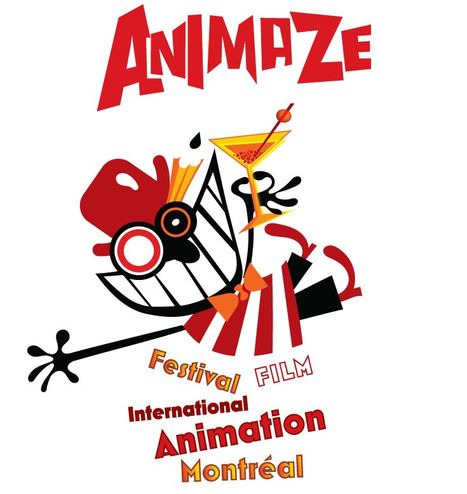 ANIMAZE
Festival FILM
International
Animation
Montréal